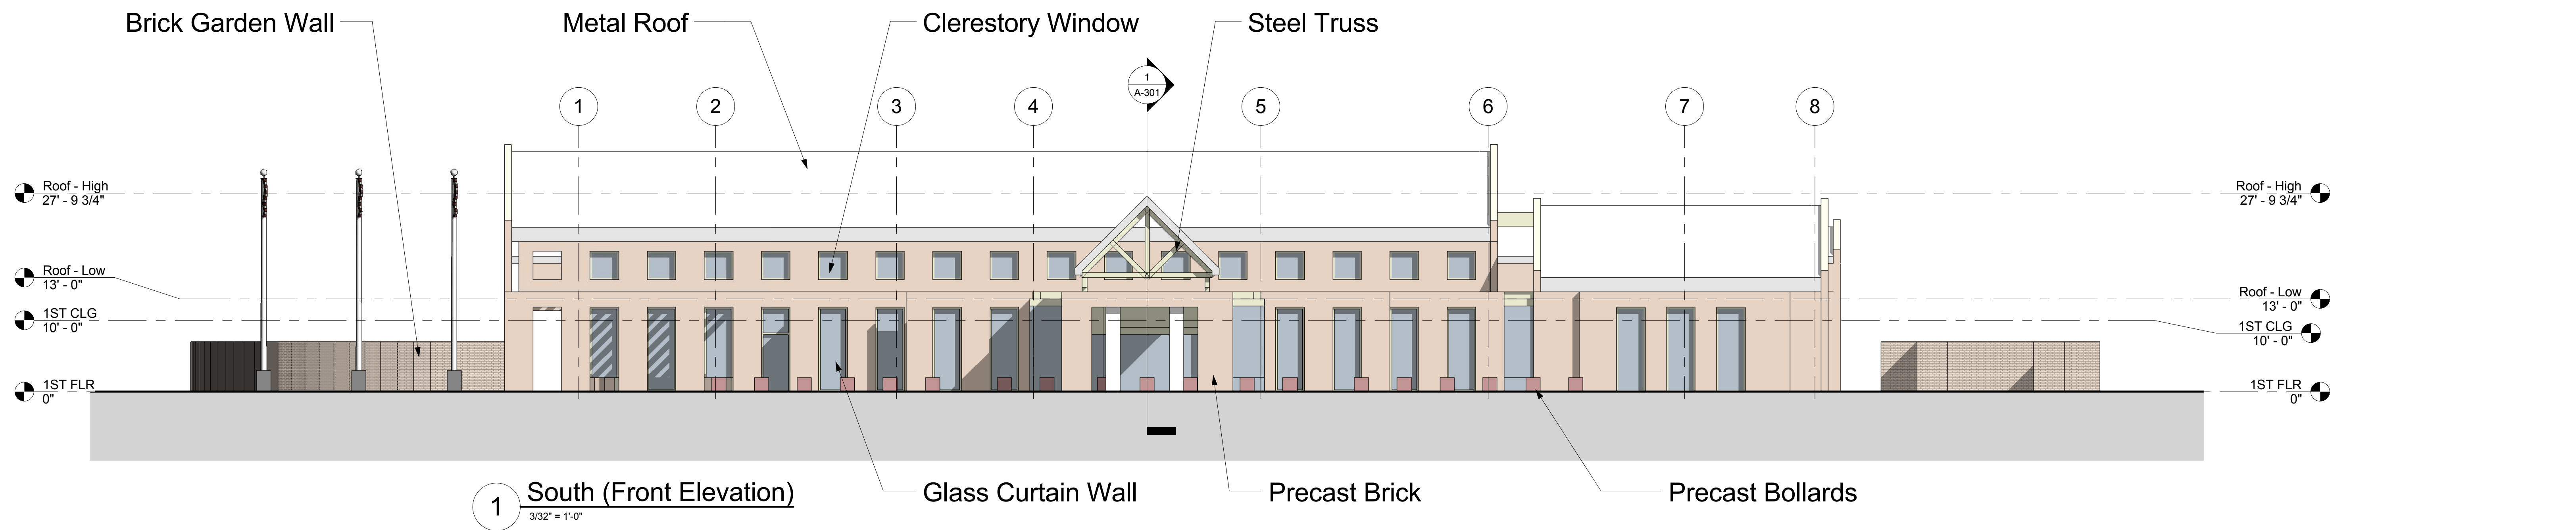 Brick Garden Wall
Metal Roof
Clerestory Window
Steel Truss
1
A-301
1
2
3
4
5
6
7
8
Roof - High
27' - 9 3/4"
Roof - High
27' - 9 3/4"
Roof - Low
13' - 0"
Roof - Low
13' - 0"
1ST CLG
10' - 0"
1ST CLG
10' - 0"
1ST FLR
0"
1ST FLR
0"
1
South (Front Elevation)
3/32" = 1'-0"
Glass Curtain Wall
Precast Brick
Precast Bollards